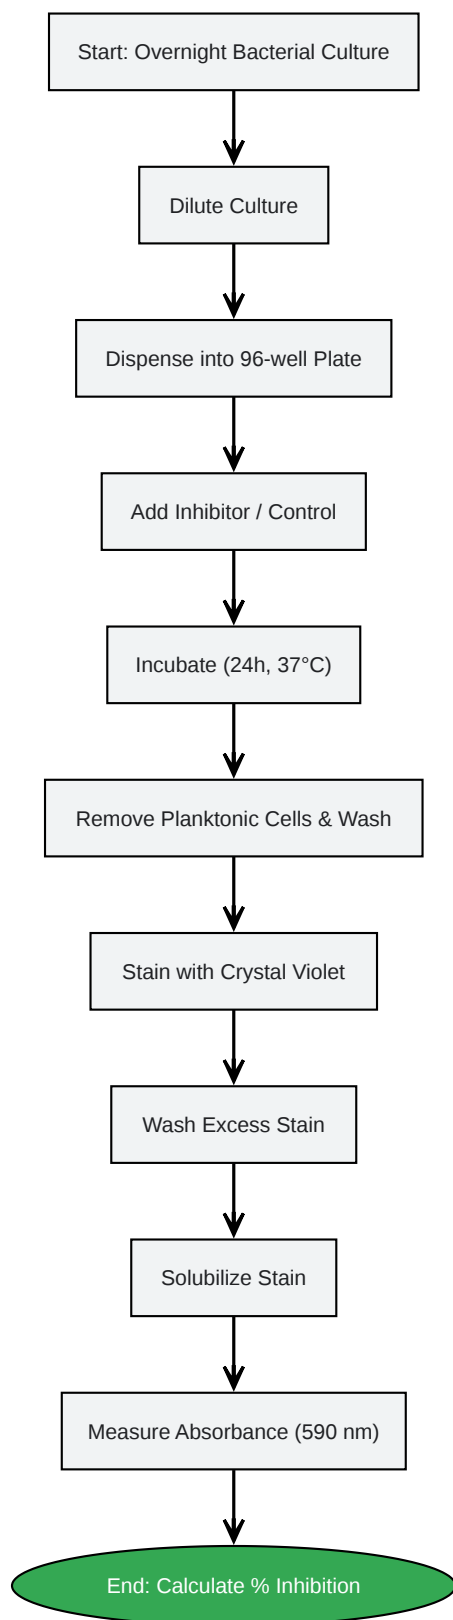 Start: Overnight Bacterial Culture
Dilute Culture
Dispense into 96-well Plate
Add Inhibitor / Control
Incubate (24h, 37°C)
Remove Planktonic Cells & Wash
Stain with Crystal Violet
Wash Excess Stain
Solubilize Stain
Measure Absorbance (590 nm)
End: Calculate % Inhibition